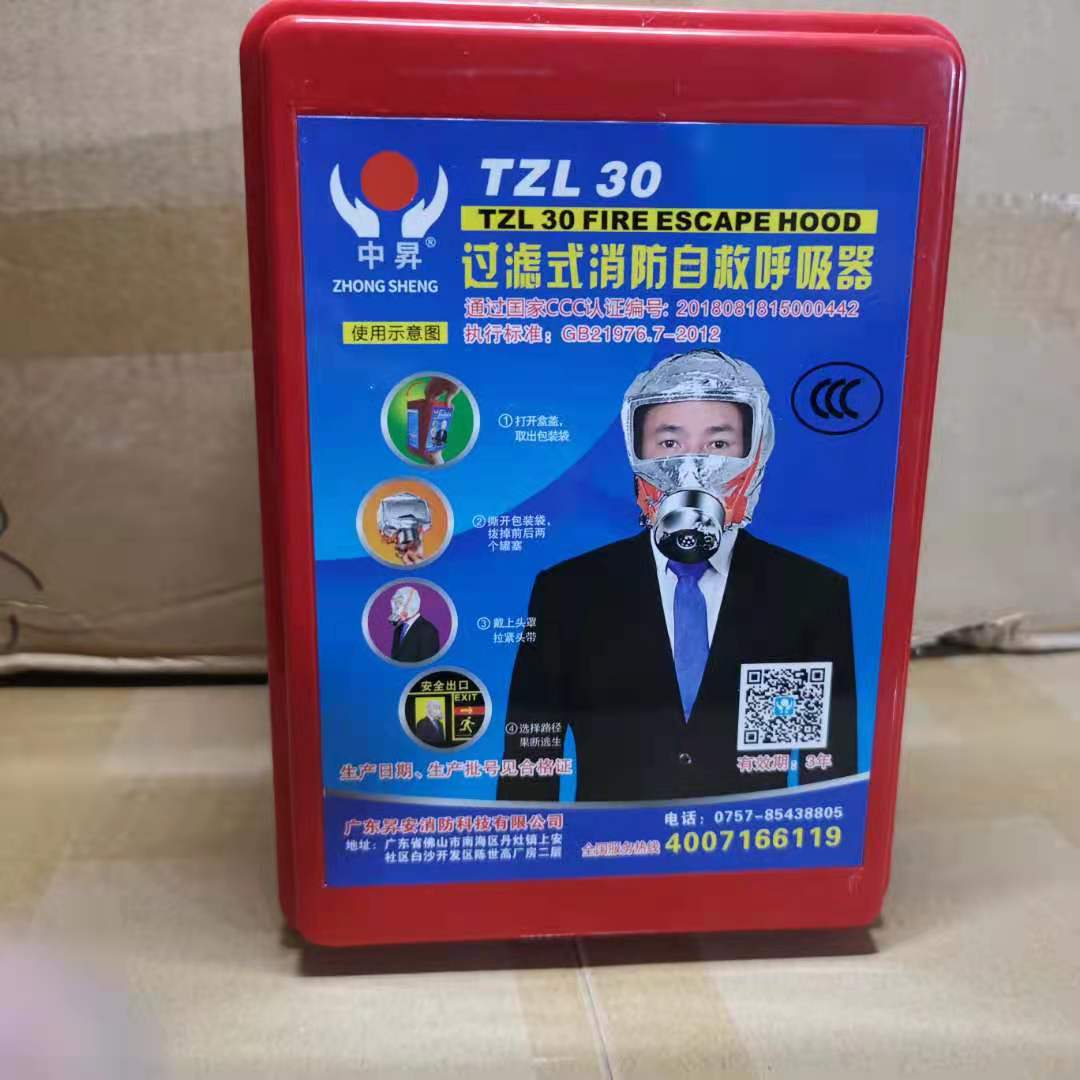 TZL 30
TZL 30 FIRE ESCAPE HOOD
中昇®
ZHONG SHENG
过滤式消防自救呼吸器
通过国家CCC认证编号: 2018081815000442
执行标准: GB21976.7-2012
使用示意图
CCC
①打开盒盖,
取出包装袋
②撕开包装袋,
拔掉前后两
个罐塞
③戴上头罩
拉紧头带
安全出口
EXIT
④选择路径
果断逃生
有效期: 3年
生产日期、生产批号见合格证
广东昇安消防科技有限公司
地址: 广东省佛山市南海区丹灶镇上安
社区白沙开发区陈世高厂房二层
电话: 0757-85438805
全国服务热线 4007166119